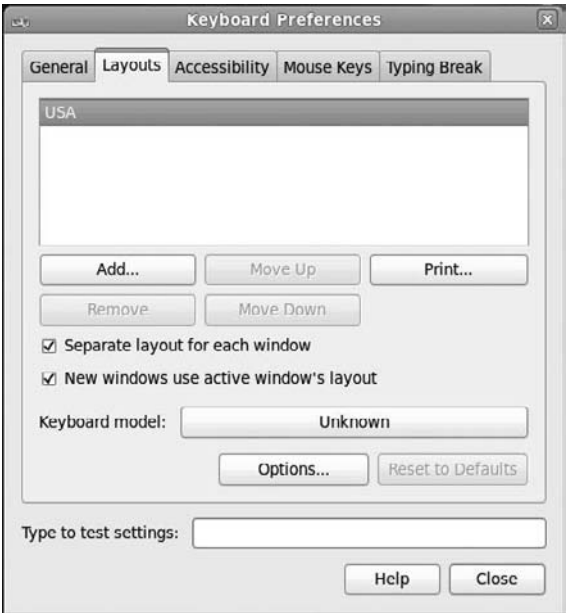 Keyboard Preferences
General Layouts Accessibility Mouse Keys Typing Break
USA
Add... Move Up Print...
Remove Move Down
Separate layout for each window
New windows use active window's layout
Keyboard model: Unknown
Options... Reset to Defaults
Type to test settings:
Help Close